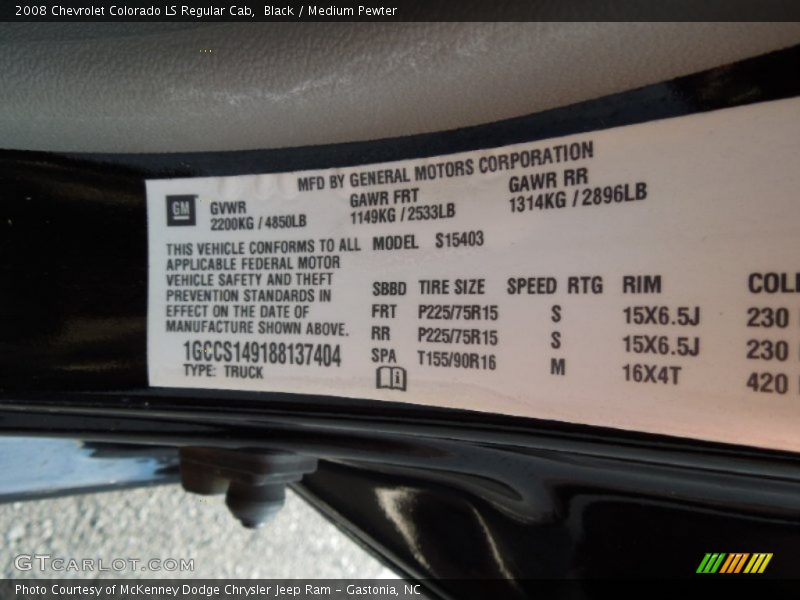 2008 Chevrolet Colorado LS Regular Cab, Black / Medium Pewter
MFD BY GENERAL MOTORS CORPORATION
GM GVWR GAWR FRT GAWR RR
2200KG / 4850LB 1149KG / 2533LB 1314KG / 2896LB
THIS VEHICLE CONFORMS TO ALL MODEL S15403
APPLICABLE FEDERAL MOTOR
VEHICLE SAFETY AND THEFT
PREVENTION STANDARDS IN
EFFECT ON THE DATE OF
MANUFACTURE SHOWN ABOVE.
1GCCS149188137404
TYPE: TRUCK
SBBD TIRE SIZE SPEED RTG RIM COL
FRT P225/75R15 S 15X6.5J 230
RR P225/75R15 S 15X6.5J 230
SPA T155/90R16 M 16X4T 420
GTCARLOT.COM
Photo Courtesy of McKenney Dodge Chrysler Jeep Ram - Gastonia, NC